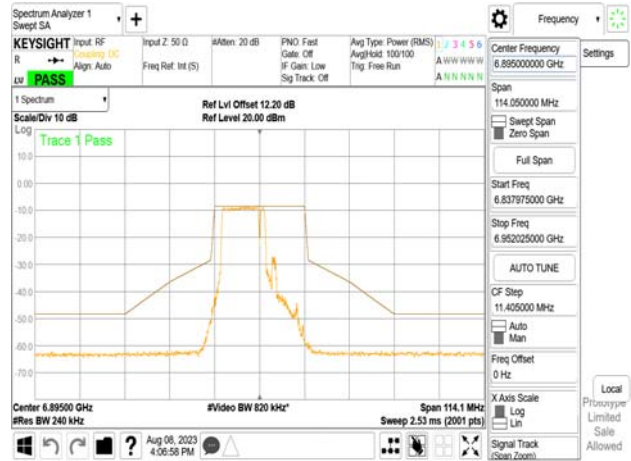 Spectrum Analyzer 1
Swept SA
+
Frequency
KEYSIGHT
R
LVI PASS
Input: RF
Coupling: DC
Align: Auto
Input Z: 50 Ω
Freq Ref: Int (S)
#Atten: 20 dB
PNO: Fast
Gate: Off
IF Gain: Low
Sig Track: Off
Avg Type: Power (RMS)
Avg|Hold: 100/100
Trig: Free Run
1 2 3 4 5 6
A W W W W W
A N N N N N
Center Frequency
6.895000000 GHz
Settings
Span
114.050000 MHz
Swept Span
Zero Span
Full Span
Start Freq
6.837975000 GHz
Stop Freq
6.952025000 GHz
AUTO TUNE
CF Step
11.405000 MHz
Auto
Man
Freq Offset
0 Hz
X Axis Scale
Log
Lin
Signal Track
(Span Zoom)
Local
Prototype
Limited
Sale
Allowed
1 Spectrum
Scale/Div 10 dB
Ref Lvl Offset 12.20 dB
Ref Level 20.00 dBm
Log
Trace 1 Pass
10.0
0.00
-10.0
-20.0
-30.0
-40.0
-50.0
-60.0
-70.0
Center 6.89500 GHz
#Video BW 820 kHz*
Span 114.1 MHz
#Res BW 240 kHz
Sweep 2.53 ms (2001 pts)
?
Aug 08, 2023
4:06:58 PM